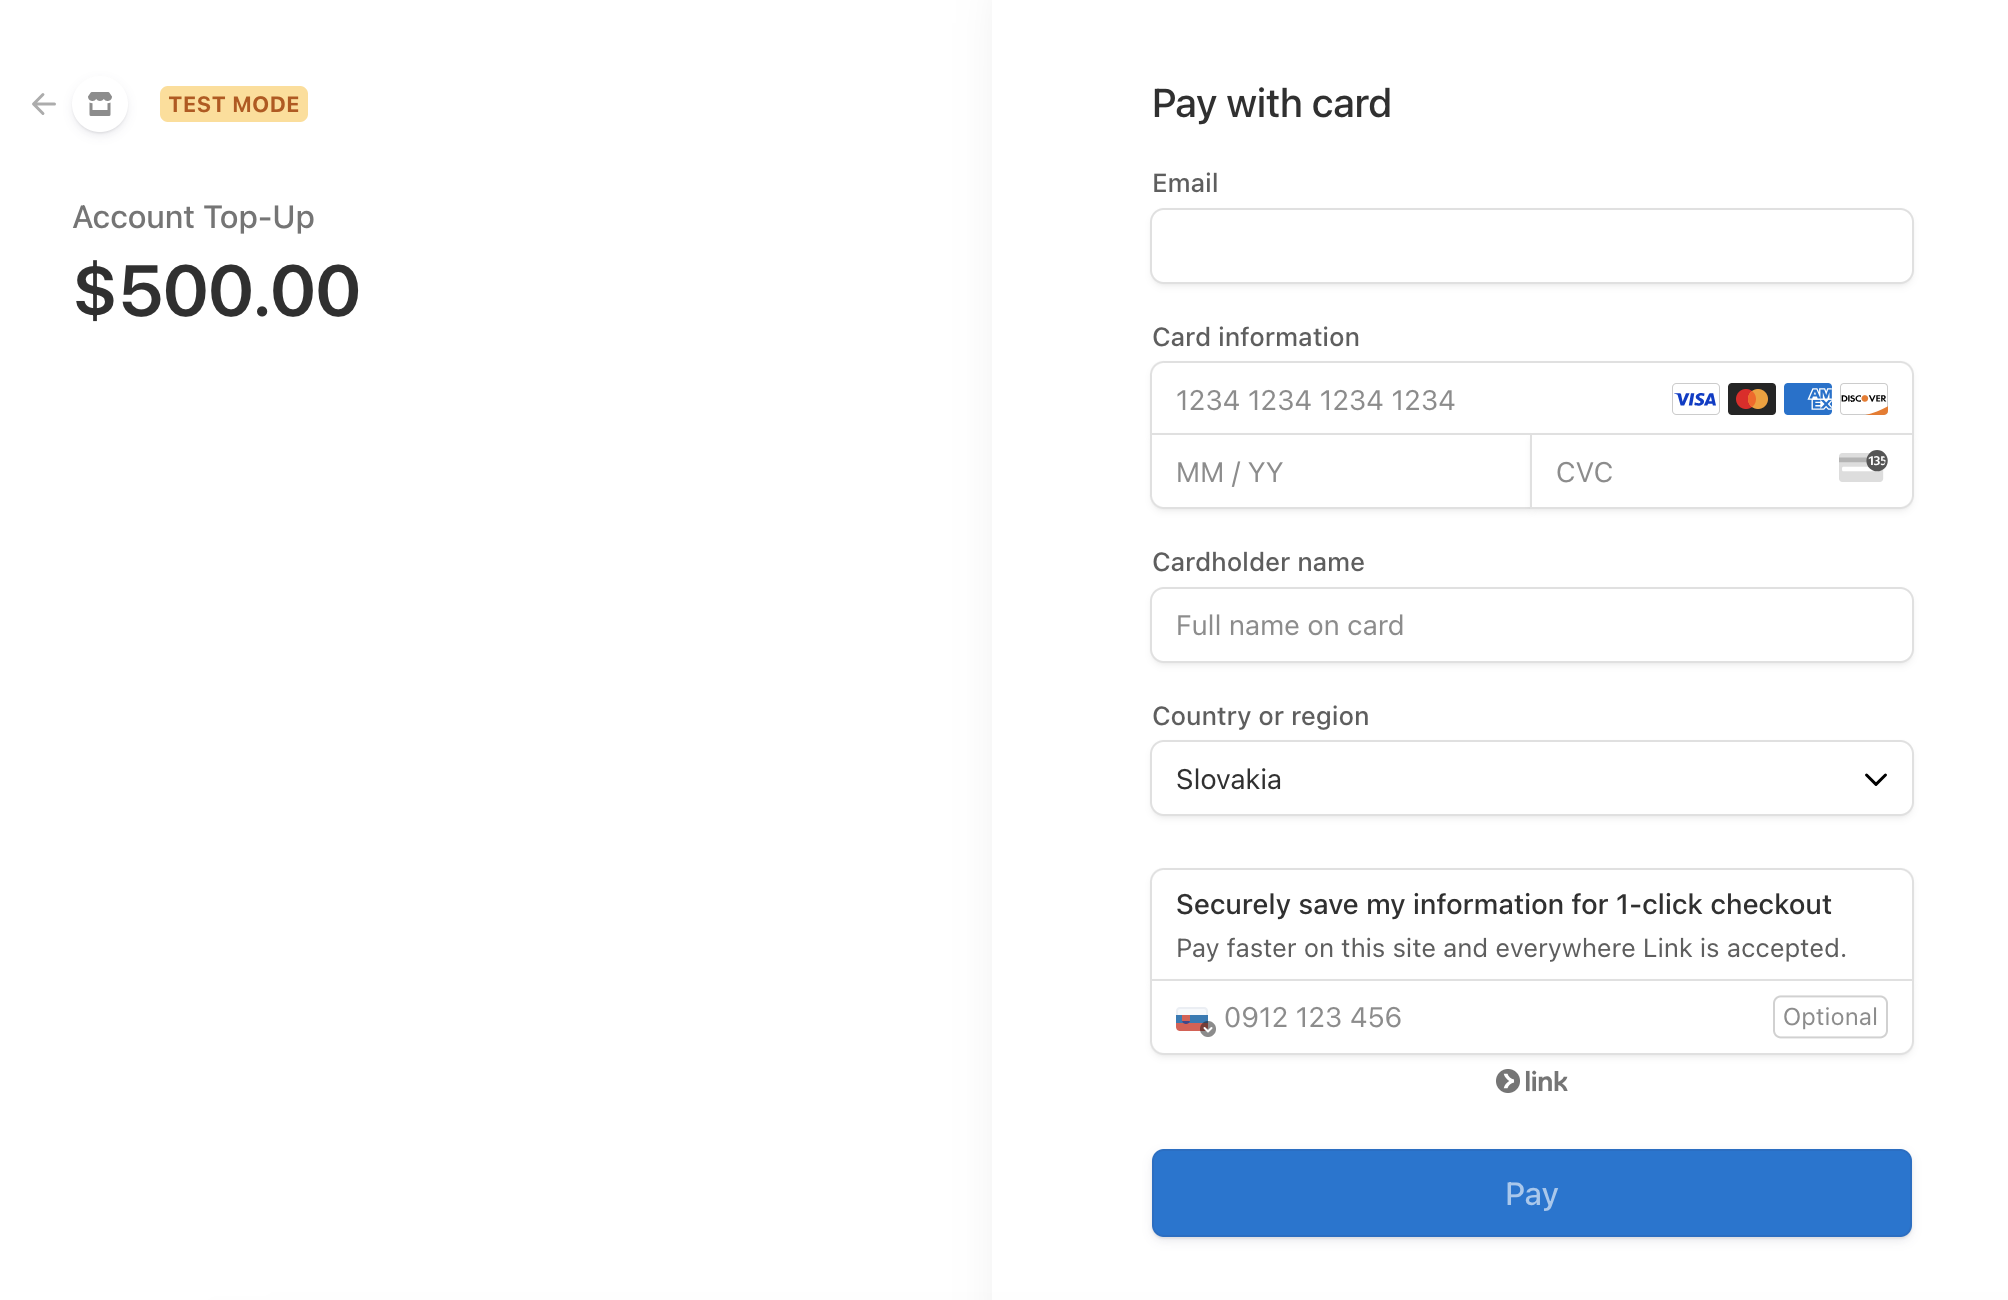 TEST MODE
Account Top-Up
$500.00
Pay with card
Email
Card information
1234 1234 1234 1234
VISA
AM
EX
DISCOVER
MM / YY
CVC
135
Cardholder name
Full name on card
Country or region
Slovakia
Securely save my information for 1-click checkout
Pay faster on this site and everywhere Link is accepted.
0912 123 456
Optional
link
Pay